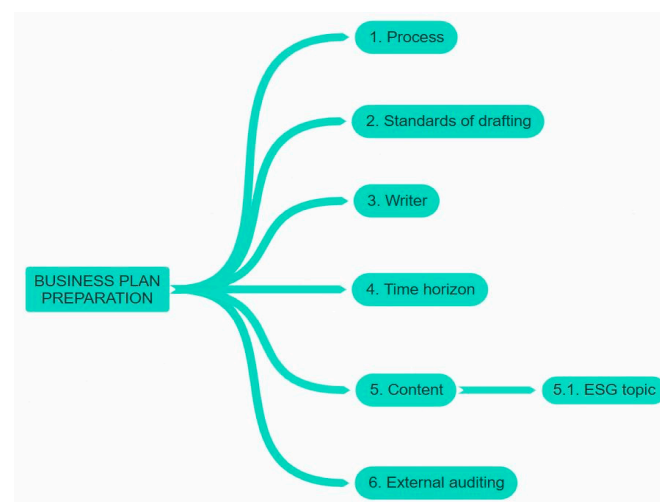 1. Process
2. Standards of drafting
3. Writer
BUSINESS PLAN
PREPARATION
4. Time horizon
5. Content
5.1. ESG topic
6. External auditing